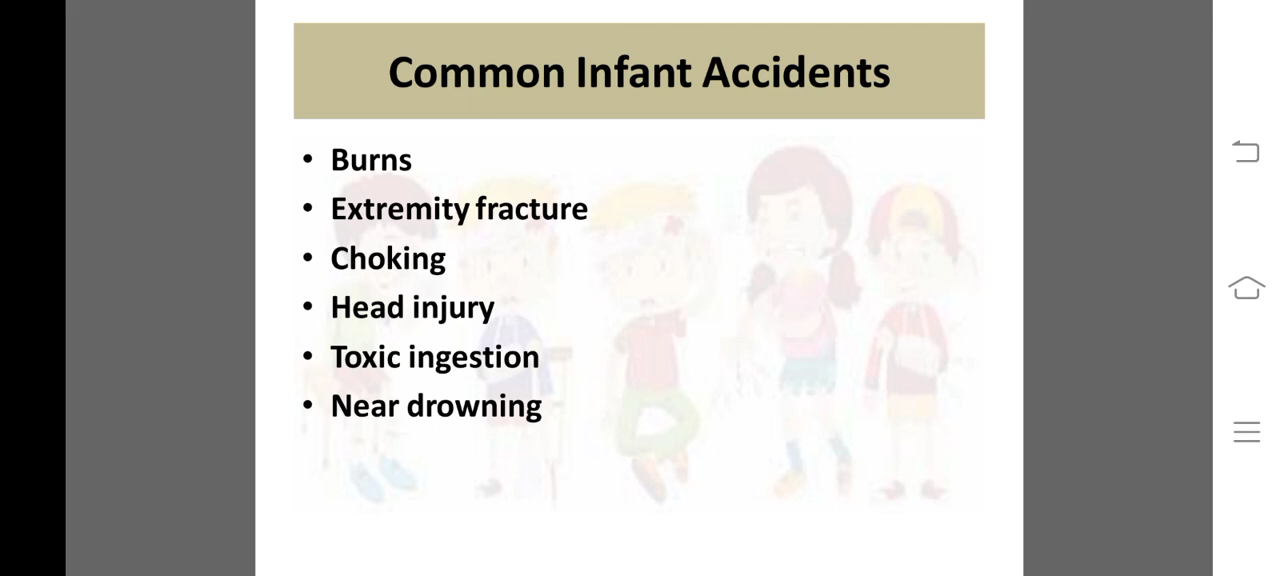 Common Infant Accidents
• Burns
• Extremity fracture
• Choking
• Head injury
• Toxic ingestion
• Near drowning